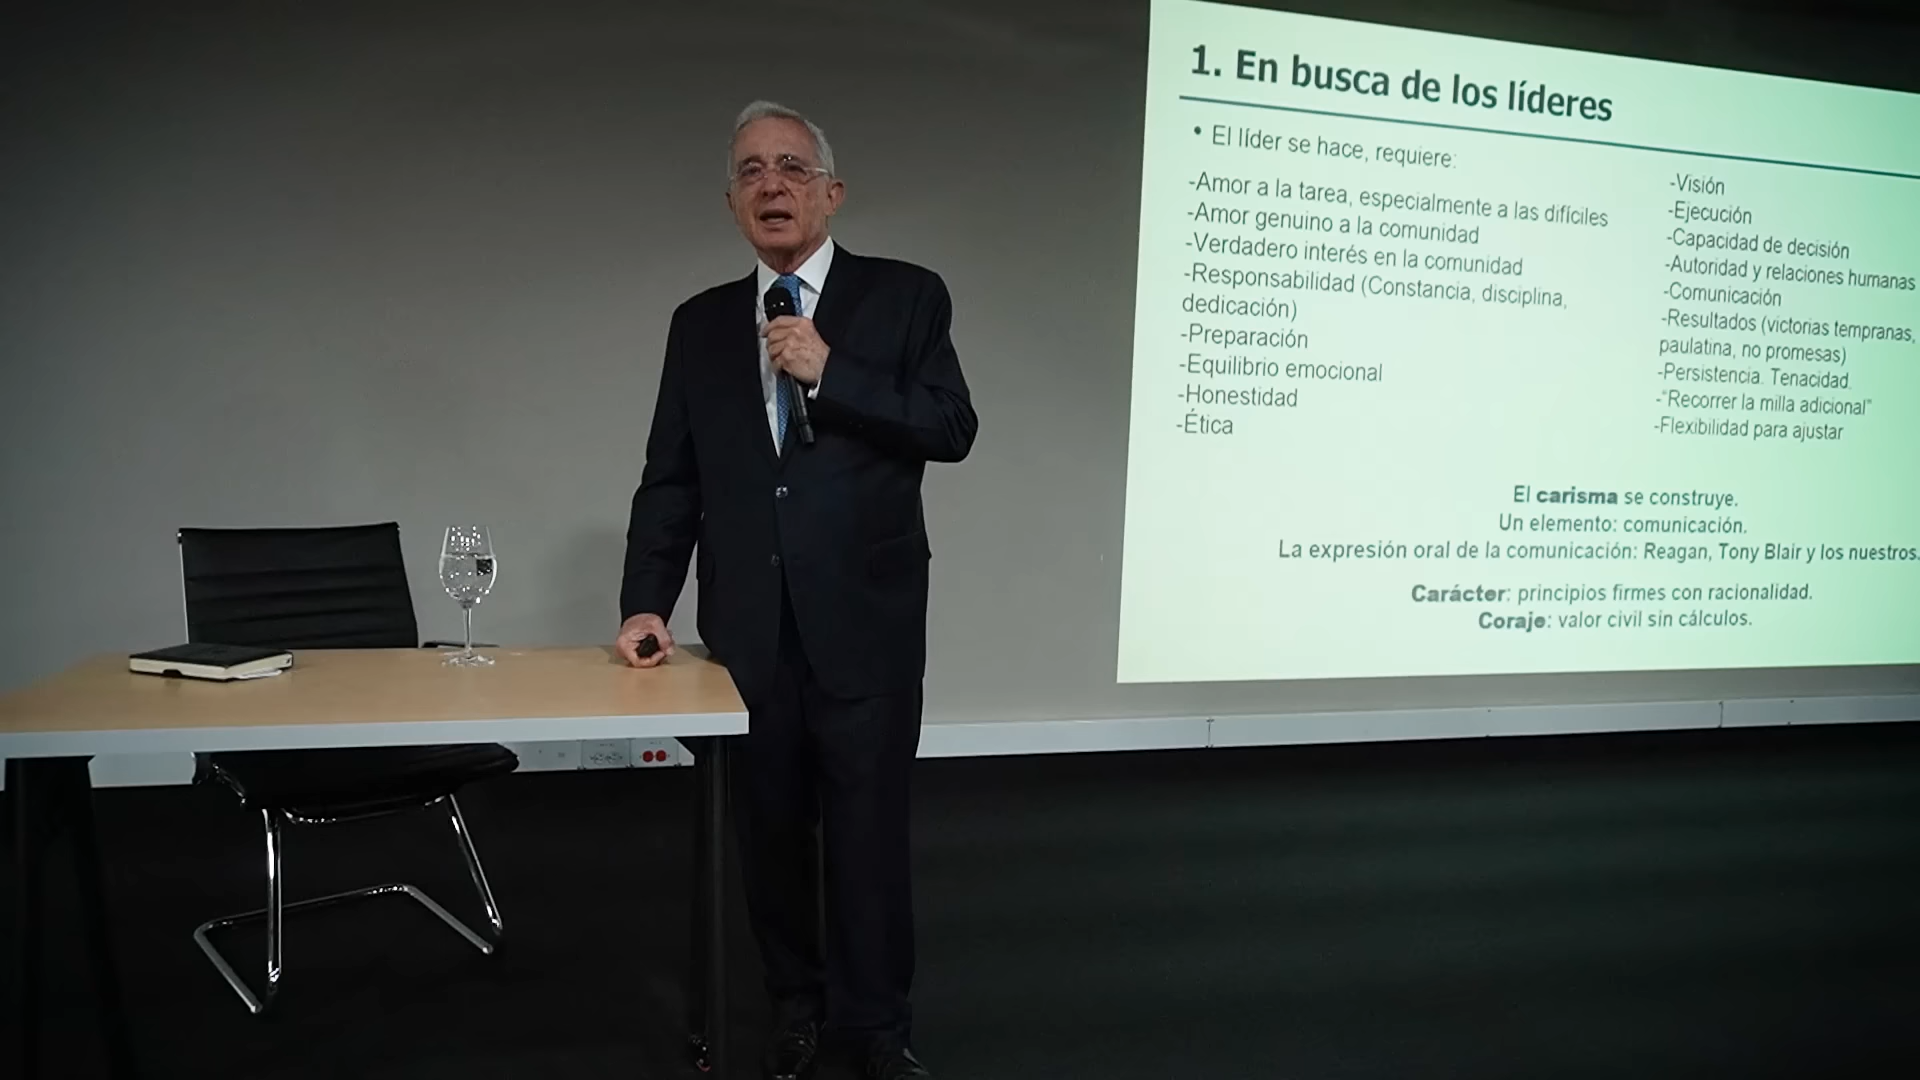 1. En busca de los líderes
• El líder se hace, requiere:
-Amor a la tarea, especialmente a las difíciles
-Amor genuino a la comunidad
-Verdadero interés en la comunidad
-Responsabilidad (Constancia, disciplina,
dedicación)
-Preparación
-Equilibrio emocional
-Honestidad
-Ética
-Visión
-Ejecución
-Capacidad de decisión
-Autoridad y relaciones humanas
-Comunicación
-Resultados (victorias tempranas,
paulatina, no promesas)
-Persistencia. Tenacidad.
-"Recorrer la milla adicional"
-Flexibilidad para ajustar
El carisma se construye.
Un elemento: comunicación.
La expresión oral de la comunicación: Reagan, Tony Blair y los nuestros.
Carácter: principios firmes con racionalidad.
Coraje: valor civil sin cálculos.